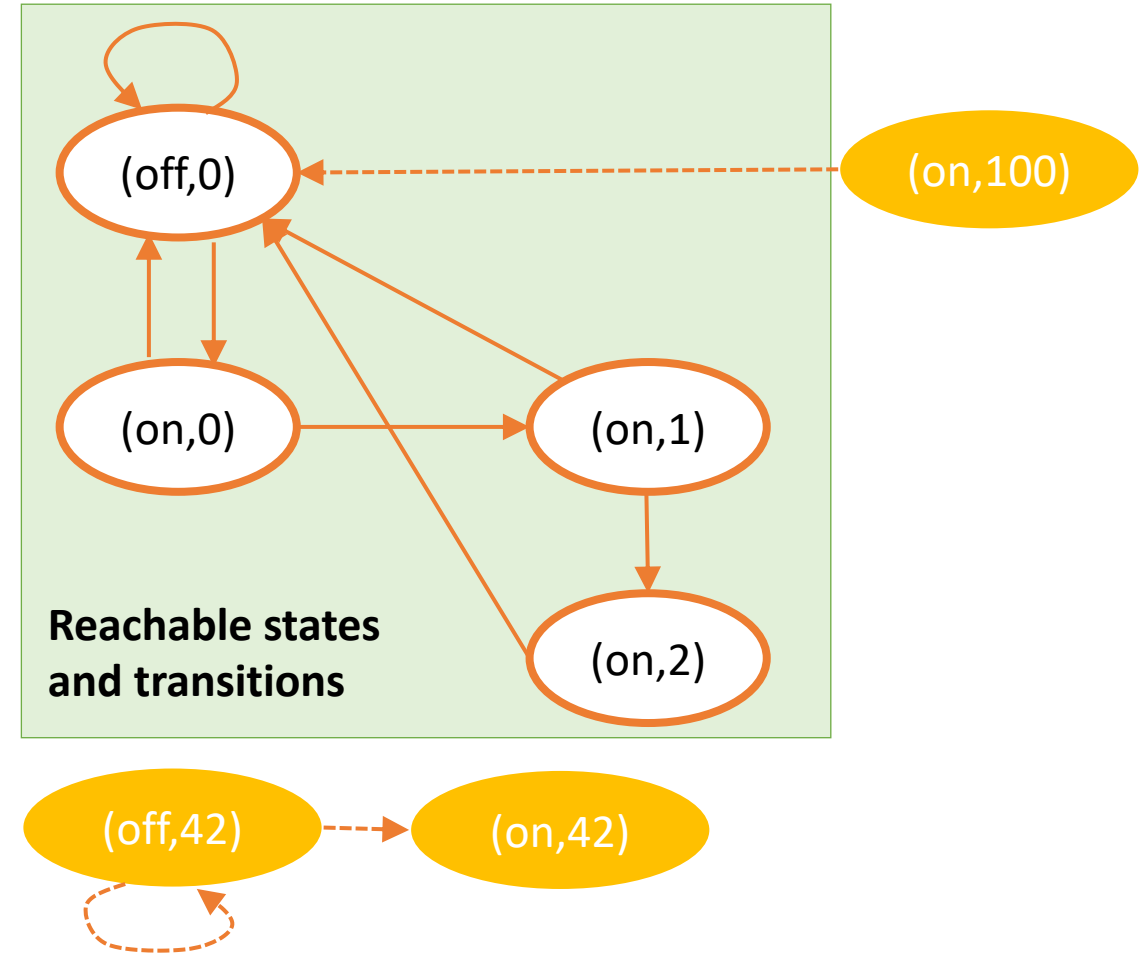 (off,0)
(on,100)
(on,0)
(on,1)
Reachable states
and transitions
(on,2)
(off,42)
(on,42)